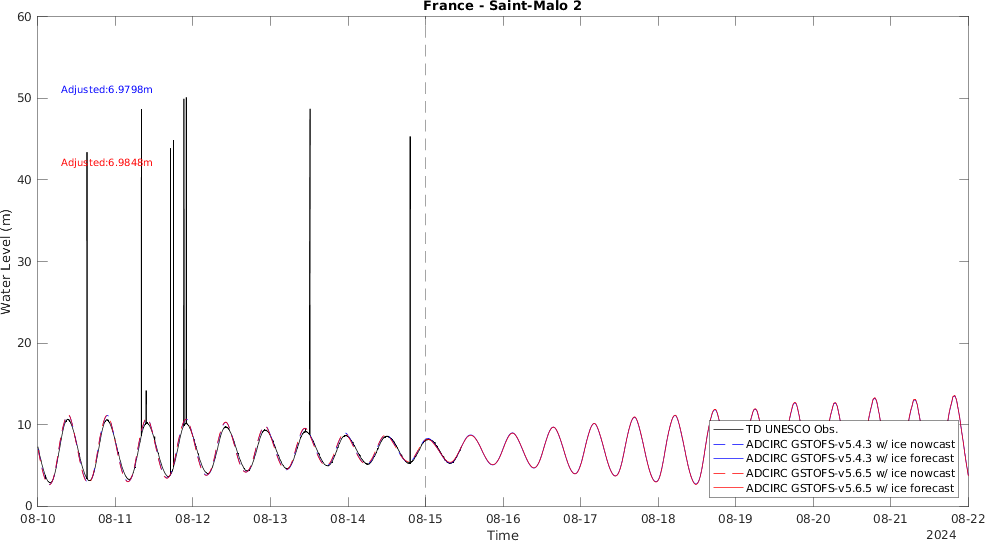 France - Saint-Malo 2
60
50
40
30
20
10
0
Water Level (m)
Adjusted:6.9798m
Adjusted:6.9848m
TD UNESCO Obs.
ADCIRC GSTOFS-v5.4.3 w/ ice nowcast
ADCIRC GSTOFS-v5.4.3 w/ ice forecast
ADCIRC GSTOFS-v5.6.5 w/ ice nowcast
ADCIRC GSTOFS-v5.6.5 w/ ice forecast
08-10 08-11 08-12 08-13 08-14 08-15 08-16 08-17 08-18 08-19 08-20 08-21 08-22
Time
2024